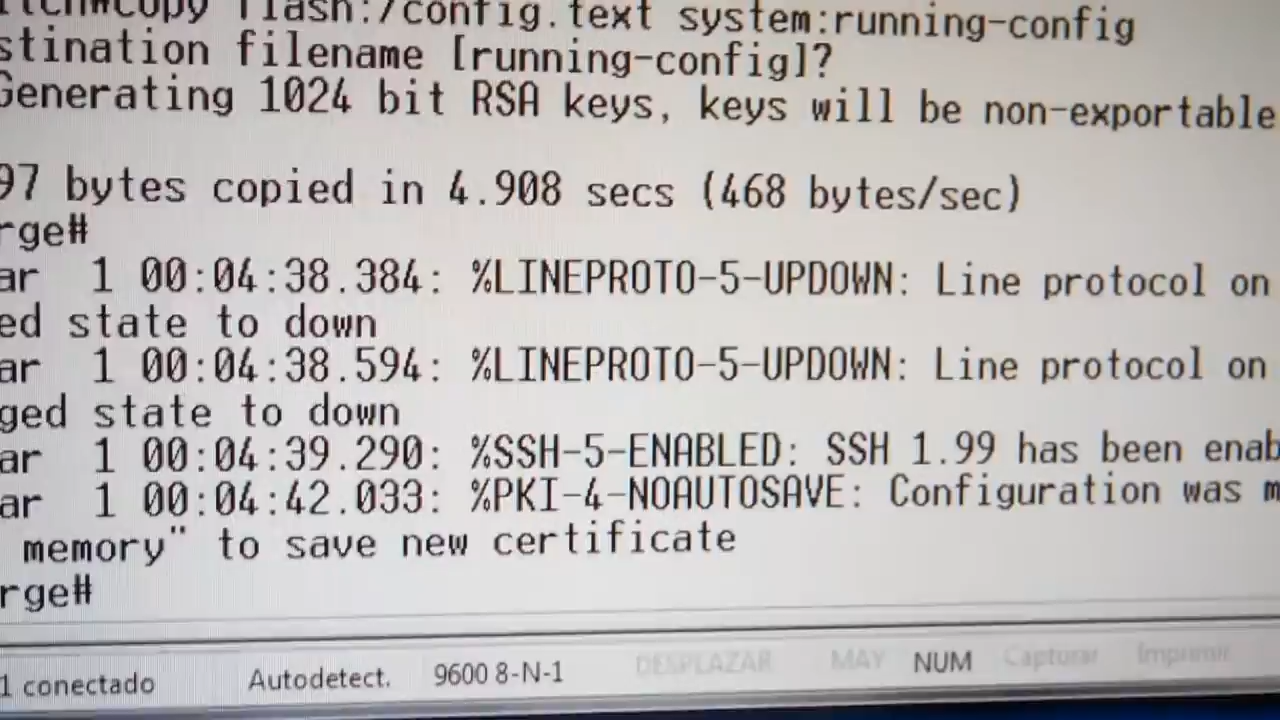 flash:/config.text system:running-config
stination filename [running-config]?
Generating 1024 bit RSA keys, keys will be non-exportable
97 bytes copied in 4.908 secs (468 bytes/sec)
rge#
ar 1 00:04:38.384: %LINEPROTO-5-UPDOWN: Line protocol on
ed state to down
ar 1 00:04:38.594: %LINEPROTO-5-UPDOWN: Line protocol on
ged state to down
ar 1 00:04:39.290: %SSH-5-ENABLED: SSH 1.99 has been enab
ar 1 00:04:42.033: %PKI-4-NOAUTOSAVE: Configuration was m
memory" to save new certificate
rge#
1 conectado Autodetect. 9600 8-N-1 DESPLAZAR MAY NUM Capturar Imprimir